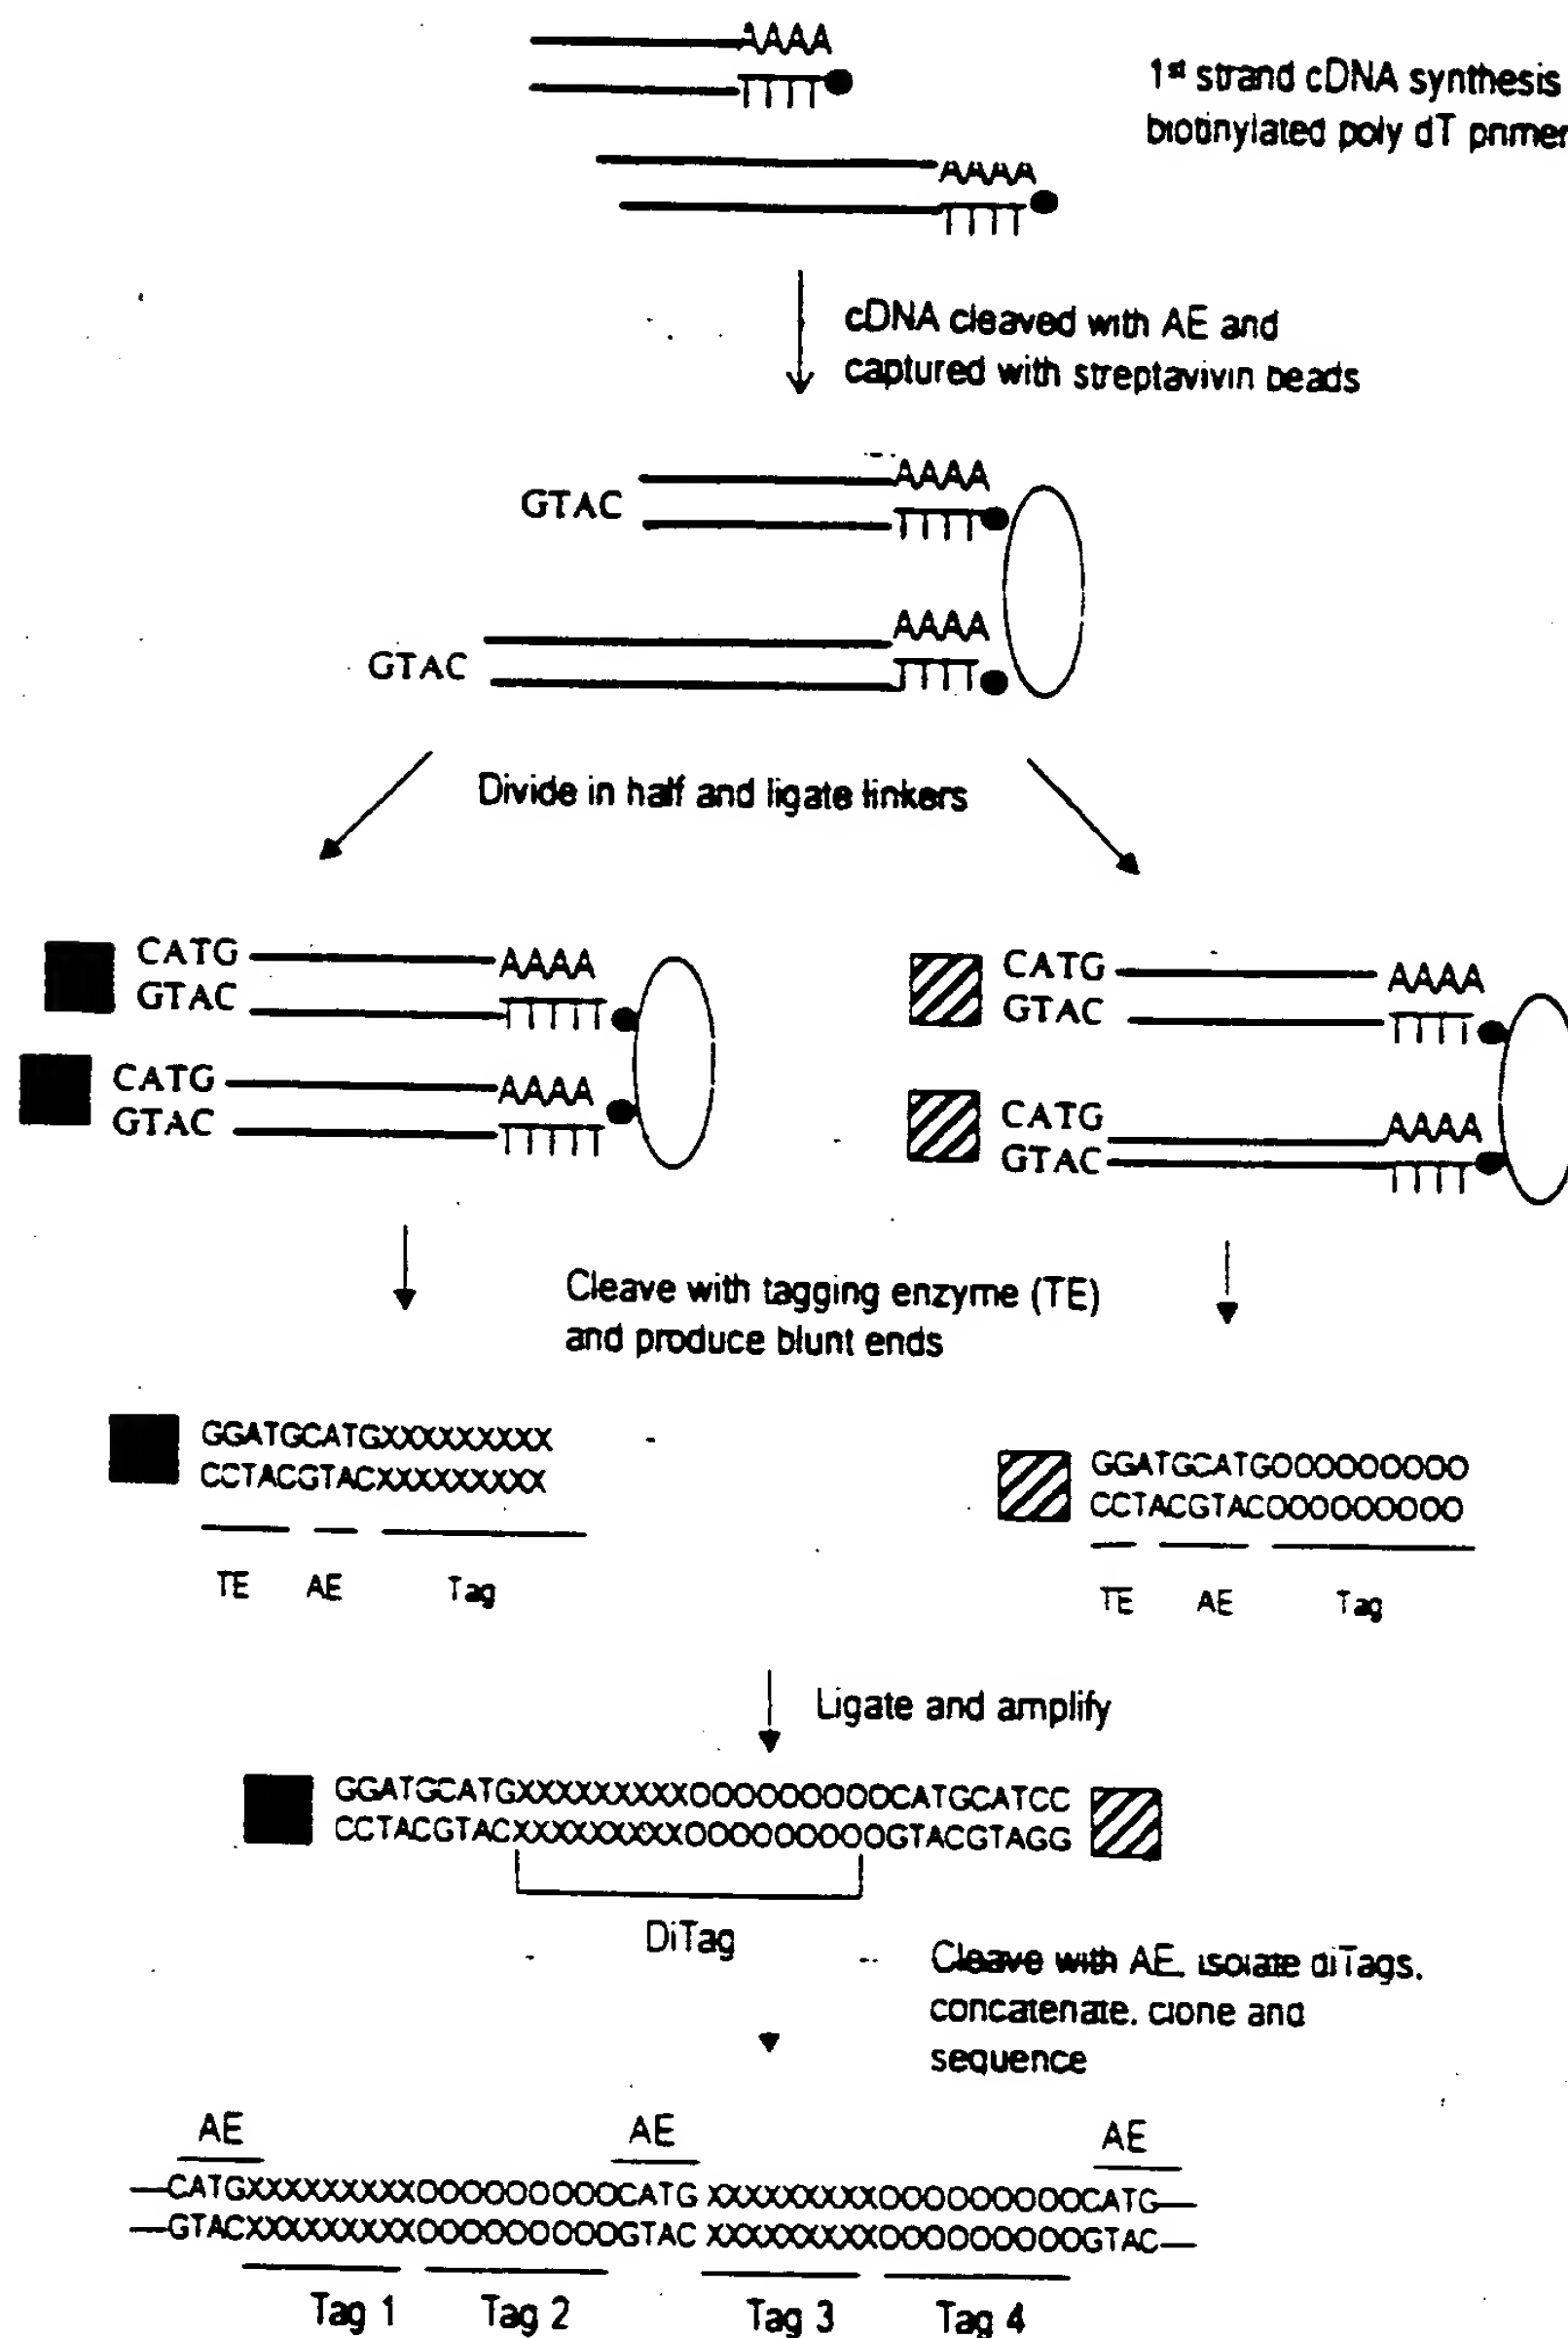 AAAA
TTTT
1st strand cDNA synthesis
biotinylated poly dT primer
AAAA
TTTT
cDNA cleaved with AE and
captured with streptavivin beads
AAAA
GTAC
TTTT
AAAA
GTAC
TTTT
Divide in half and ligate linkers
CATG AAAA
GTAC TTTTT
CATG AAAA
GTAC TTTTT
CATG AAAA
GTAC TTTT
CATG AAAA
GTAC TTTT
Cleave with tagging enzyme (TE)
and produce blunt ends
GGATGCATGXXXXXXXXX
CCTACGTACXXXXXXXXX
TE AE Tag
GGATGCATGOOOOOOOOO
CCTACGTACOOOOOOOOO
TE AE Tag
Ligate and amplify
GGATGCATGXXXXXXXXXOOOOOOOOOCATGCATCC
CCTACGTACXXXXXXXXXOOOOOOOOOGTACGTAGG
DiTag
Cleave with AE, isolate diTags,
concatenate, clone and
sequence
AE AE AE
—CATGXXXXXXXXXOOOOOOOOOCATG XXXXXXXXXOOOOOOOOOCATG—
—GTACXXXXXXXXXOOOOOOOOOGTAC XXXXXXXXXOOOOOOOOOGTAC—
Tag 1 Tag 2 Tag 3 Tag 4